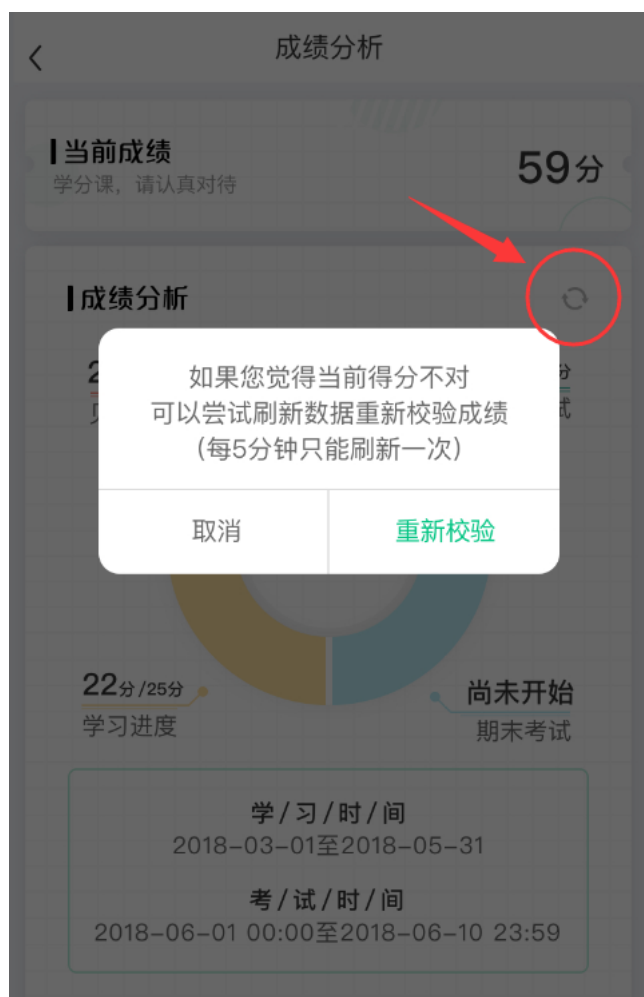 成绩分析
当前成绩
学分课，请认真对待
59分
成绩分析
如果您觉得当前得分不对
可以尝试刷新数据重新校验成绩
（每5分钟只能刷新一次）
取消
重新校验
22分/25分
学习进度
尚未开始
期末考试
学/习/时/间
2018-03-01至2018-05-31
考/试/时/间
2018-06-01 00:00至2018-06-10 23:59